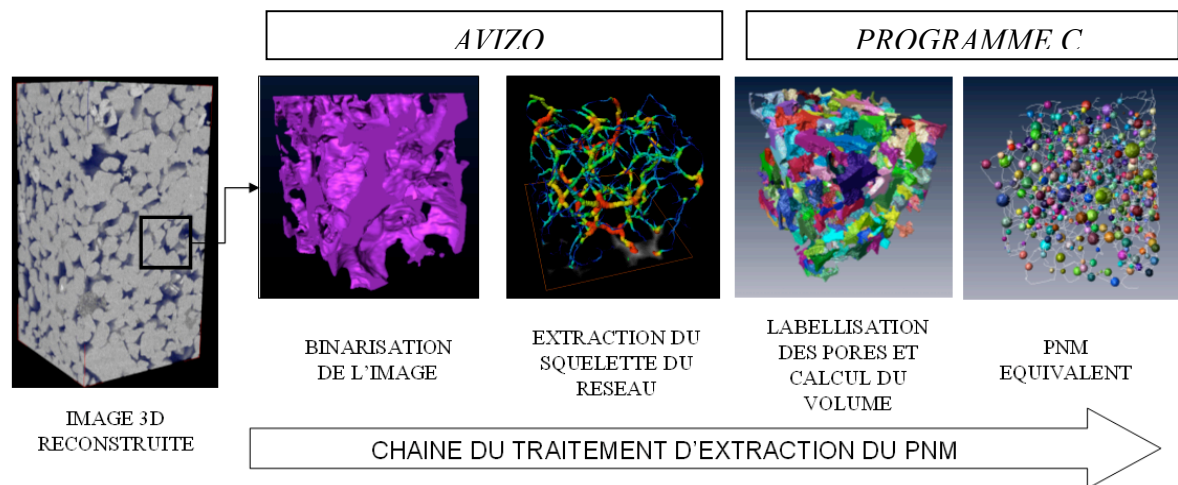 AVIZO
PROGRAMME C
BINARISATION
DE L'IMAGE
EXTRACTION DU
SQUELETTE DU
RESEAU
LABELLISATION
DES PORES ET
CALCUL DU
VOLUME
PNM
EQUIVALENT
IMAGE 3D
RECONSTRUITE
CHAINE DU TRAITEMENT D'EXTRACTION DU PNM